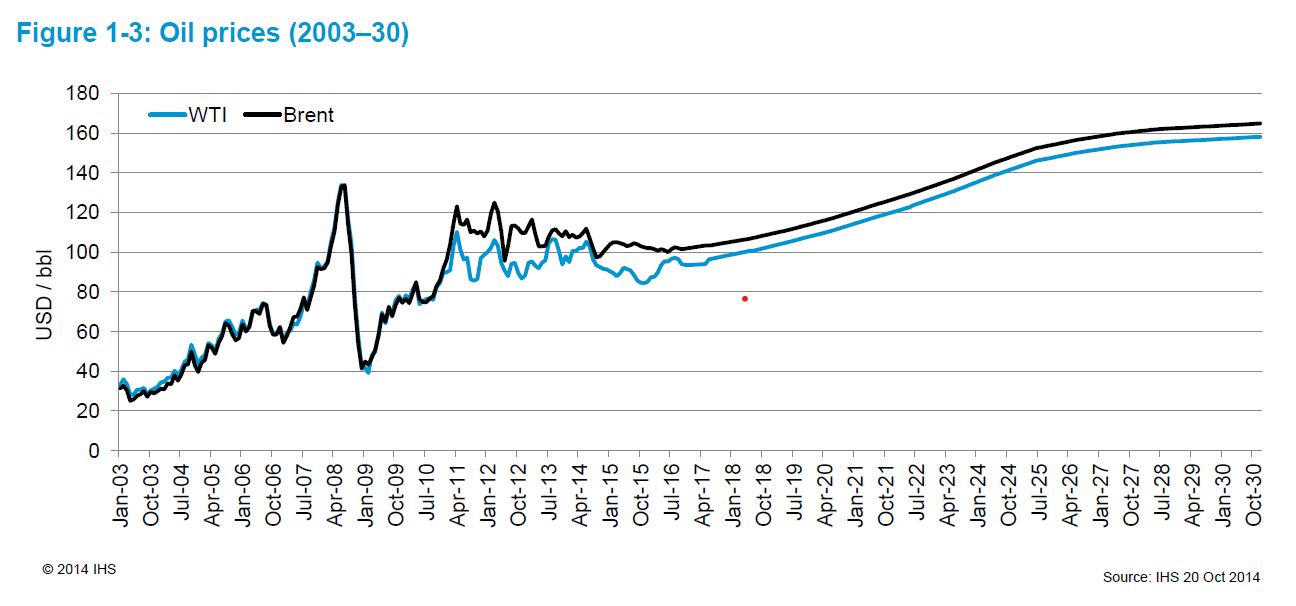 Figure 1-3: Oil prices (2003–30)
180
160
140
120
100
80
60
40
20
0
USD / bbl
WTI Brent
Jan-03
Oct-03
Jul-04
Apr-05
Jan-06
Oct-06
Jul-07
Apr-08
Jan-09
Oct-09
Jul-10
Apr-11
Jan-12
Oct-12
Jul-13
Apr-14
Jan-15
Oct-15
Jul-16
Apr-17
Jan-18
Oct-18
Jul-19
Apr-20
Jan-21
Oct-21
Jul-22
Apr-23
Jan-24
Oct-24
Jul-25
Apr-26
Jan-27
Oct-27
Jul-28
Apr-29
Jan-30
Oct-30
© 2014 IHS
Source: IHS 20 Oct 2014